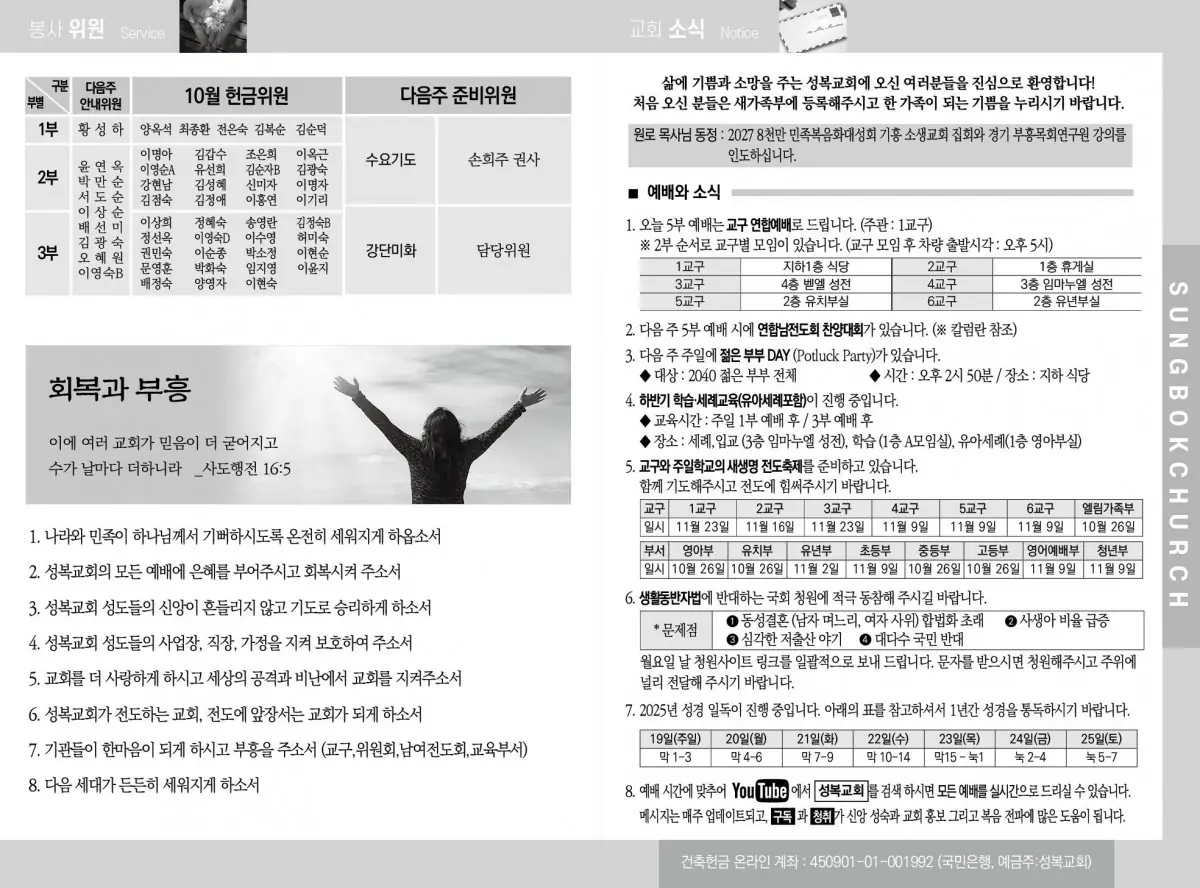 봉사 위원 Service
구분
부별
다음주
안내위원
10월 헌금위원
다음주 준비위원
1부
황성하
양옥석 최종환 전은숙 김복순 김순덕
2부
윤연옥
박만순
서도순
이상순
배선미
김광숙
오혜원
이영숙B
이명아 김갑수 조은희 이옥근
이영순A 유선희 김순자B 김광숙
강현남 김성혜 신미자 이명자
김점숙 김정애 이흥연 이기리
3부
이상희 정혜숙 송영란 김정숙B
정선옥 이영숙D 이수영 허미숙
권민숙 이순종 박소정 이현순
문영훈 박화숙 임지영 이윤지
배정숙 양영자 이현숙
수요기도
손희주 권사
강단미화
담당위원
회복과 부흥
이에 여러 교회가 믿음이 더 굳어지고
수가 날마다 더하니라 _사도행전 16:5
1. 나라와 민족이 하나님께서 기뻐하시도록 온전히 세워지게 하옵소서
2. 성복교회의 모든 예배에 은혜를 부어주시고 회복시켜 주소서
3. 성복교회 성도들의 신앙이 흔들리지 않고 기도로 승리하게 하소서
4. 성복교회 성도들의 사업장, 직장, 가정을 지켜 보호하여 주소서
5. 교회를 더 사랑하게 하시고 세상의 공격과 비난에서 교회를 지켜주소서
6. 성복교회가 전도하는 교회, 전도에 앞장서는 교회가 되게 하소서
7. 기관들이 한마음이 되게 하시고 부흥을 주소서 (교구,위원회,남여전도회,교육부서)
8. 다음 세대가 든든히 세워지게 하소서
교회 소식 Notice
삶에 기쁨과 소망을 주는 성복교회에 오신 여러분들을 진심으로 환영합니다!
처음 오신 분들은 새가족부에 등록해주시고 한 가족이 되는 기쁨을 누리시기 바랍니다.
원로 목사님 동정 : 2027 8천만 민족복음화대성회 기흥 소생교회 집회와 경기 부흥목회연구원 강의를
인도하십니다.
■ 예배와 소식
1. 오늘 5부 예배는 교구 연합예배로 드립니다. (주관 : 1교구)
※ 2부 순서로 교구별 모임이 있습니다. (교구 모임 후 차량 출발시각 : 오후 5시)
1교구 지하1층 식당 2교구 1층 휴게실
3교구 4층 벧엘 성전 4교구 3층 임마누엘 성전
5교구 2층 유치부실 6교구 2층 유년부실
2. 다음 주 5부 예배 시에 연합남전도회 찬양대회가 있습니다. (※ 칼럼란 참조)
3. 다음 주 주일에 젊은 부부 DAY (Potluck Party)가 있습니다.
◆ 대상 : 2040 젊은 부부 전체 ◆ 시간 : 오후 2시 50분 / 장소 : 지하 식당
4. 하반기 학습·세례교육(유아세례포함)이 진행 중입니다.
◆ 교육시간 : 주일 1부 예배 후 / 3부 예배 후
◆ 장소 : 세례,입교 (3층 임마누엘 성전), 학습 (1층 A모임실), 유아세례(1층 영아부실)
5. 교구와 주일학교의 새생명 전도축제를 준비하고 있습니다.
함께 기도해주시고 전도에 힘써주시기 바랍니다.
교구 1교구 2교구 3교구 4교구 5교구 6교구 엘림가족부
일시 11월 23일 11월 16일 11월 23일 11월 9일 11월 9일 11월 9일 10월 26일
부서 영아부 유치부 유년부 초등부 중등부 고등부 영어예배부 청년부
일시 10월 26일 10월 26일 11월 2일 11월 9일 10월 26일 10월 26일 11월 9일 11월 9일
6. 생활동반자법에 반대하는 국회 청원에 적극 동참해 주시길 바랍니다.
* 문제점
❶ 동성결혼 (남자 며느리, 여자 사위) 합법화 초래 ❷ 사생아 비율 급증
❸ 심각한 저출산 야기 ❹ 대다수 국민 반대
월요일 날 청원사이트 링크를 일괄적으로 보내 드립니다. 문자를 받으시면 청원해주시고 주위에
널리 전달해 주시기 바랍니다.
7. 2025년 성경 일독이 진행 중입니다. 아래의 표를 참고하셔서 1년간 성경을 통독하시기 바랍니다.
19일(주일) 20일(월) 21일(화) 22일(수) 23일(목) 24일(금) 25일(토)
막 1-3 막 4-6 막 7-9 막 10-14 막15 - 눅1 눅 2-4 눅 5-7
8. 예배 시간에 맞추어 YouTube에서 성복교회를 검색 하시면 모든 예배를 실시간으로 드리실 수 있습니다.
메시지는 매주 업데이트되고, 구독 과 청취가 신앙 성숙과 교회 홍보 그리고 복음 전파에 많은 도움이 됩니다.
건축헌금 온라인 계좌 : 450901-01-001992 (국민은행, 예금주:성복교회)
SUNGBOKCHURCH